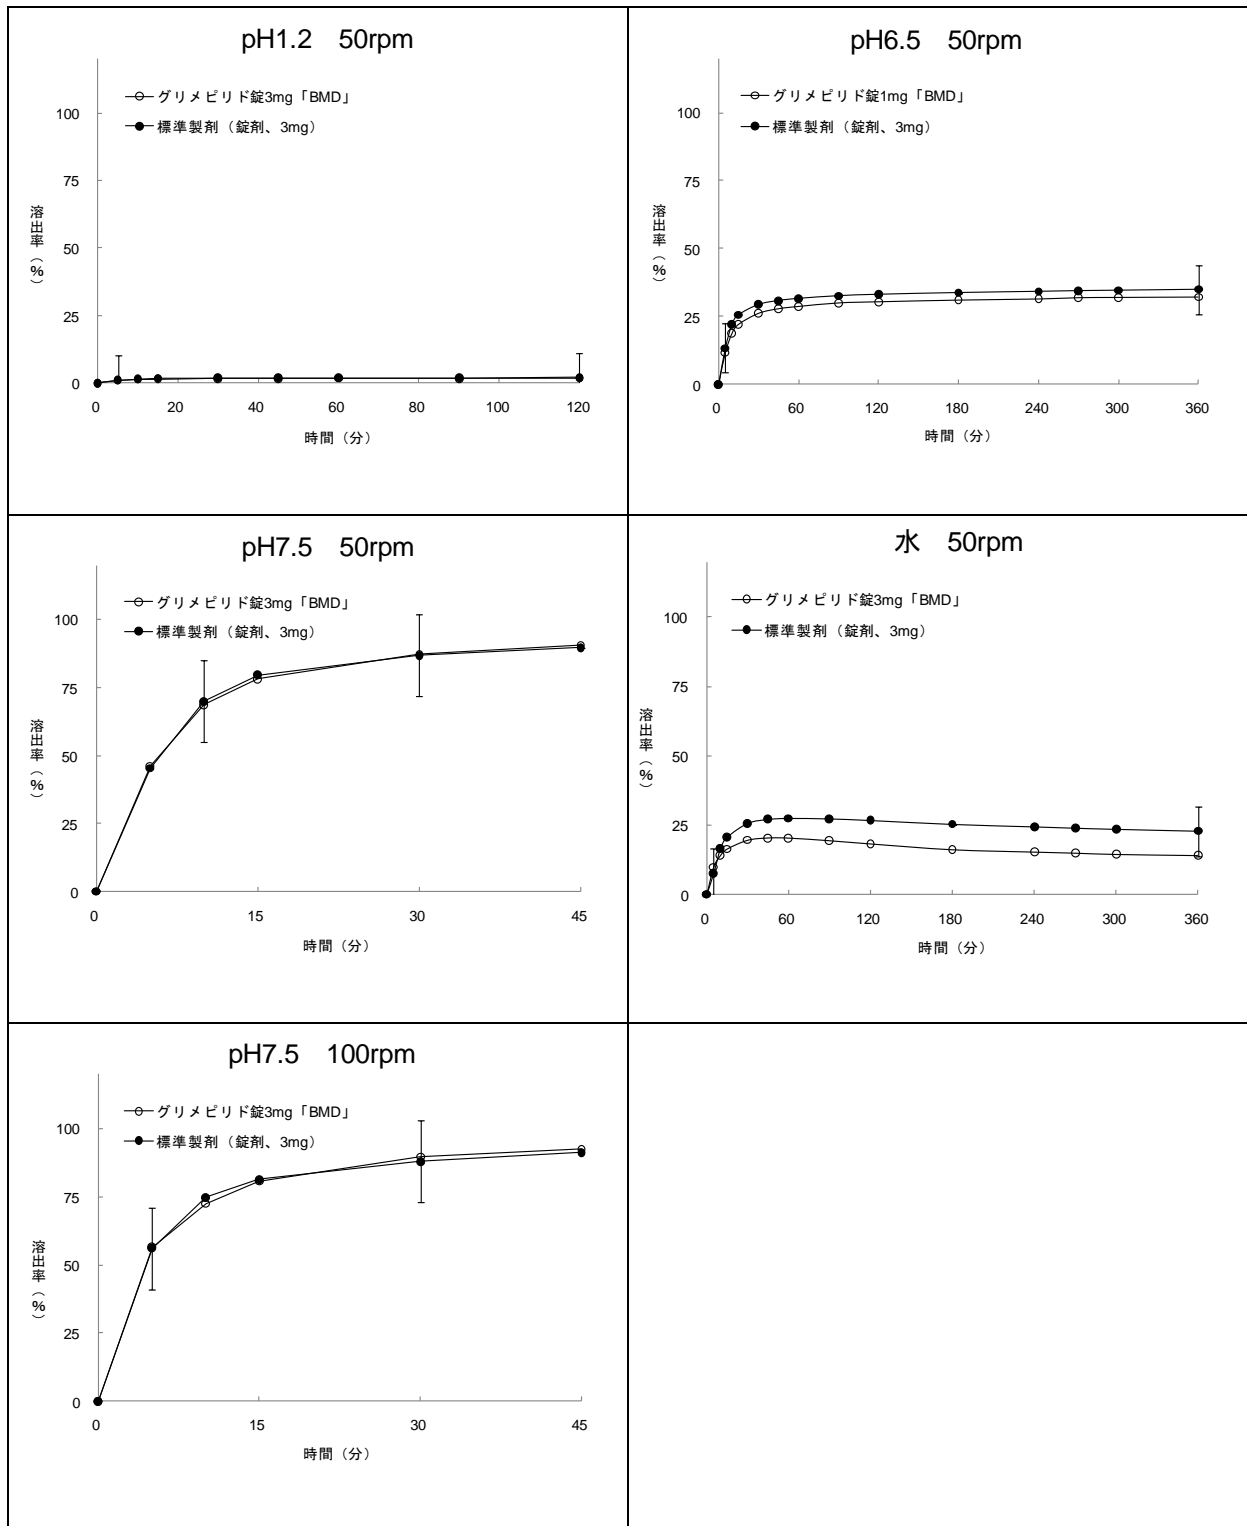 pH1.2 50rpm
グリメピリド錠3mg「BMD」
標準製剤（錠剤、3mg）
100
75
50
25
0
溶出率（%）
0 20 40 60 80 100 120
時間（分）
pH6.5 50rpm
グリメピリド錠1mg「BMD」
標準製剤（錠剤、3mg）
100
75
50
25
0
溶出率（%）
0 60 120 180 240 300 360
時間（分）
pH7.5 50rpm
グリメピリド錠3mg「BMD」
標準製剤（錠剤、3mg）
100
75
50
25
0
溶出率（%）
0 15 30 45
時間（分）
水 50rpm
グリメピリド錠3mg「BMD」
標準製剤（錠剤、3mg）
100
75
50
25
0
溶出率（%）
0 60 120 180 240 300 360
時間（分）
pH7.5 100rpm
グリメピリド錠3mg「BMD」
標準製剤（錠剤、3mg）
100
75
50
25
0
溶出率（%）
0 15 30 45
時間（分）